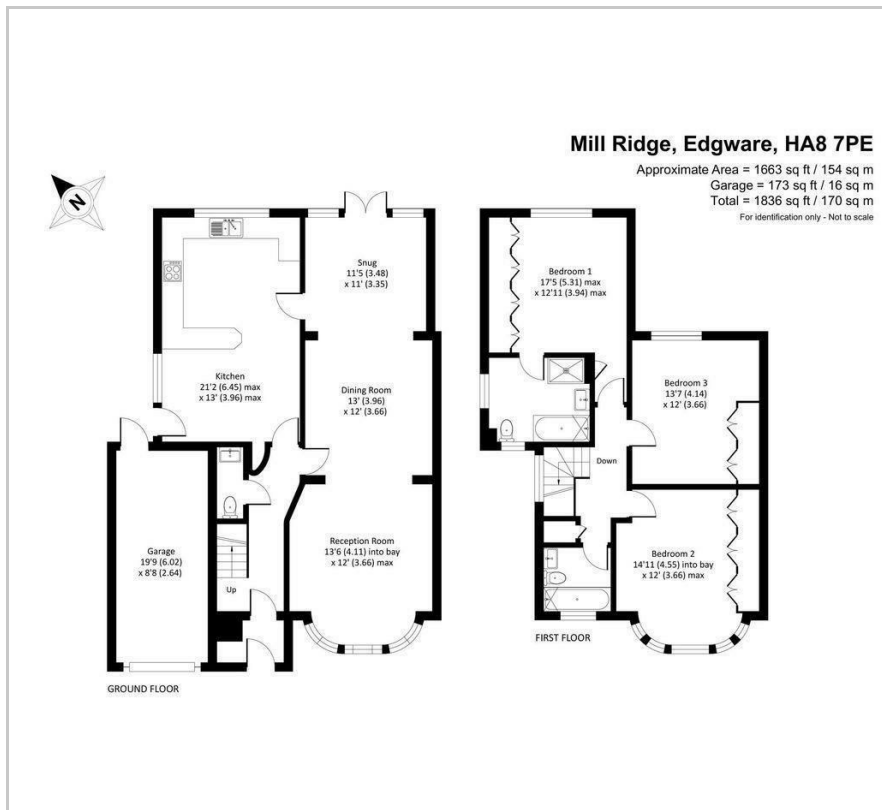 Mill Ridge, Edgware, HA8 7PE
Approximate Area = 1663 sq ft / 154 sq m
Garage = 173 sq ft / 16 sq m
Total = 1836 sq ft / 170 sq m
For identification only - Not to scale
N
Snug
11'5 (3.48)
x 11' (3.35)
Kitchen
21'2 (6.45) max
x 13' (3.96) max
Dining Room
13' (3.96)
x 12' (3.66)
Garage
19'9 (6.02)
x 8'8 (2.64)
Up
Reception Room
13'6 (4.11) into bay
x 12' (3.66) max
GROUND FLOOR
Bedroom 1
17'5 (5.31) max
x 12'11 (3.94) max
Bedroom 3
13'7 (4.14)
x 12' (3.66)
Down
Bedroom 2
14'11 (4.55) into bay
x 12' (3.66) max
FIRST FLOOR